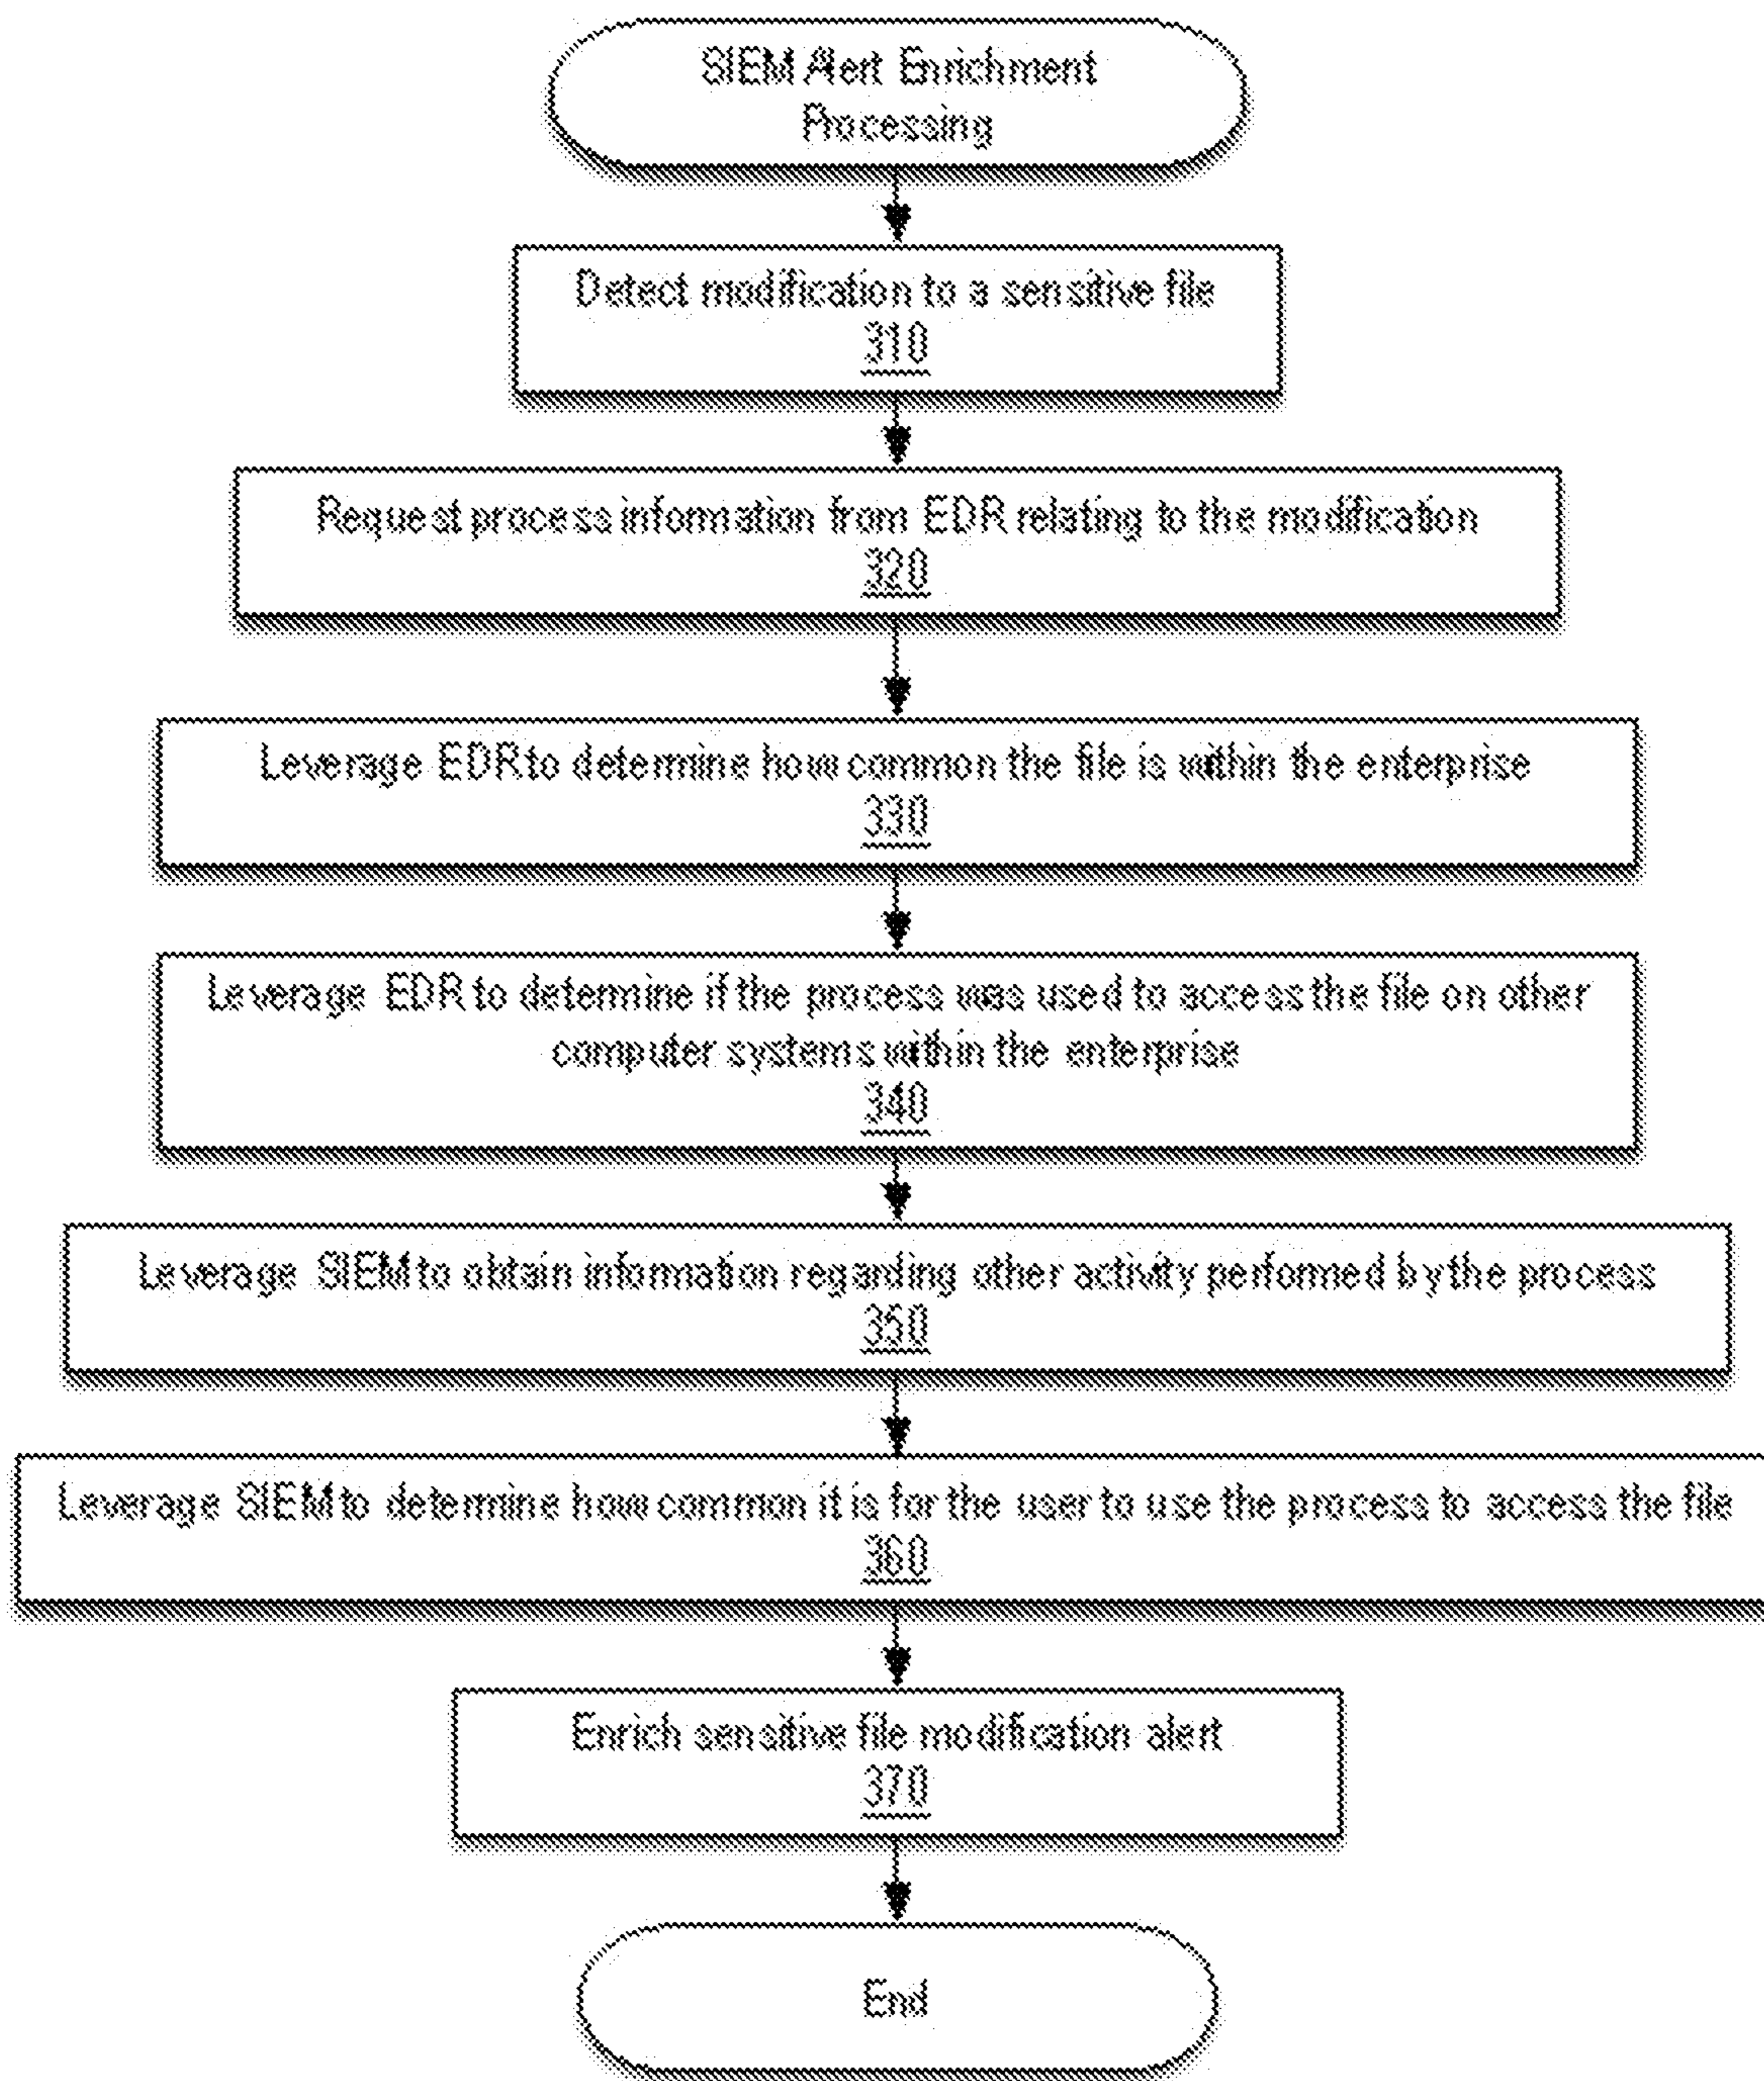 SIEM Alert Enrichment
Processing
Detect modification to a sensitive file
310
Request process information from EDR relating to the modification
320
Leverage EDR to determine how common the file is within the enterprise
330
Leverage EDR to determine if the process was used to access the file on other
computer systems within the enterprise
340
Leverage SIEM to obtain information regarding other activity performed by the process
350
Leverage SIEM to determine how common it is for the user to use the process to access the file
360
Enrich sensitive file modification alert
370
End